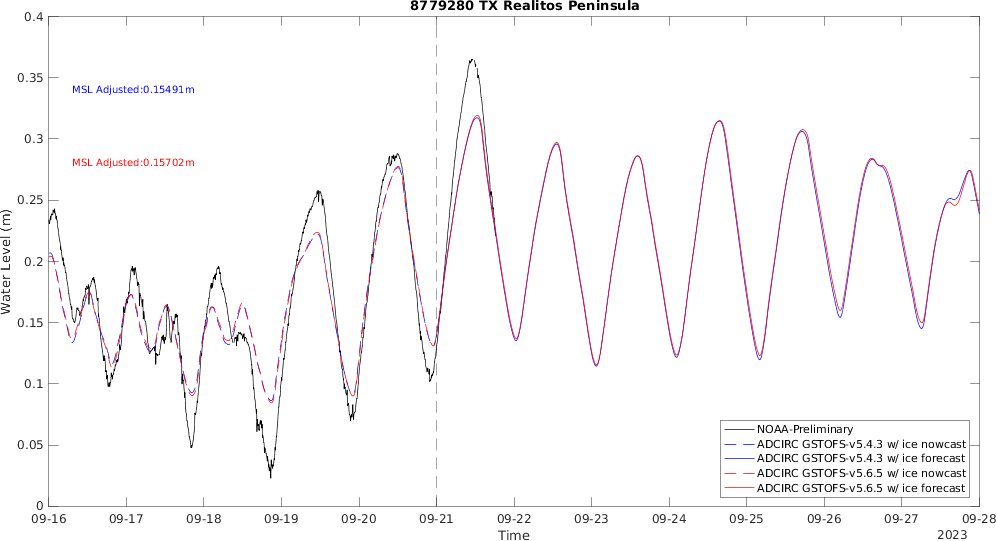 8779280 TX Realitos Peninsula
0.4
0.35
0.3
0.25
0.2
0.15
0.1
0.05
0
Water Level (m)
MSL Adjusted:0.15491m
MSL Adjusted:0.15702m
NOAA-Preliminary
ADCIRC GSTOFS-v5.4.3 w/ ice nowcast
ADCIRC GSTOFS-v5.4.3 w/ ice forecast
ADCIRC GSTOFS-v5.6.5 w/ ice nowcast
ADCIRC GSTOFS-v5.6.5 w/ ice forecast
09-16 09-17 09-18 09-19 09-20 09-21 09-22 09-23 09-24 09-25 09-26 09-27 09-28
Time
2023